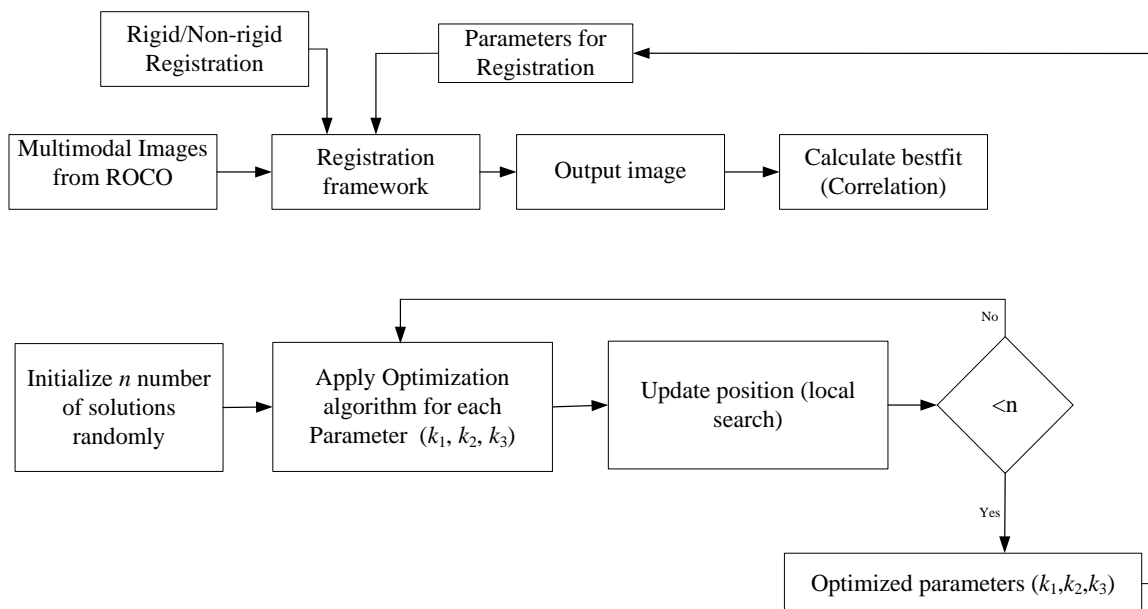 Rigid/Non-rigid
Registration
Parameters for
Registration
Multimodal Images
from ROCO
Registration
framework
Output image
Calculate bestfit
(Correlation)
Initialize n number
of solutions
randomly
Apply Optimization
algorithm for each
Parameter (k₁, k₂, k₃)
Update position (local
search)
No
<n
Yes
Optimized parameters (k₁,k₂,k₃)